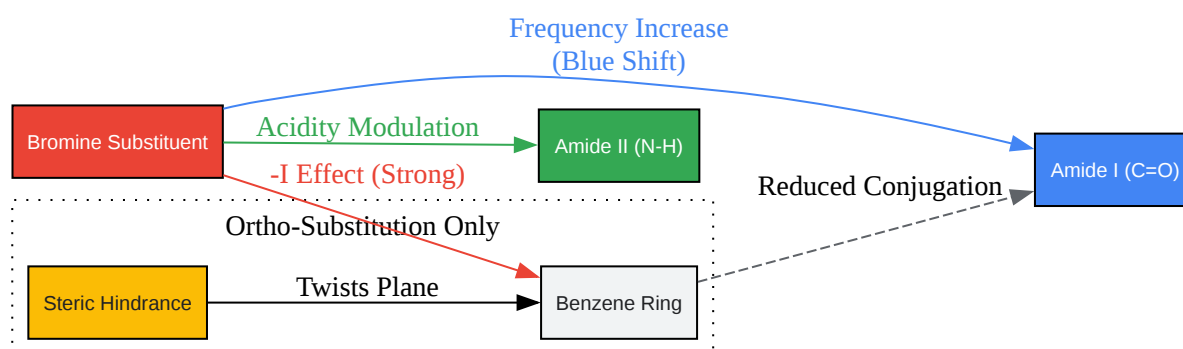 Frequency Increase
(Blue Shift)
Bromine Substituent
Acidity Modulation
Amide II (N-H)
-I Effect (Strong)
Amide I (C=O)
Reduced Conjugation
Ortho-Substitution Only
Steric Hindrance
Twists Plane
Benzene Ring